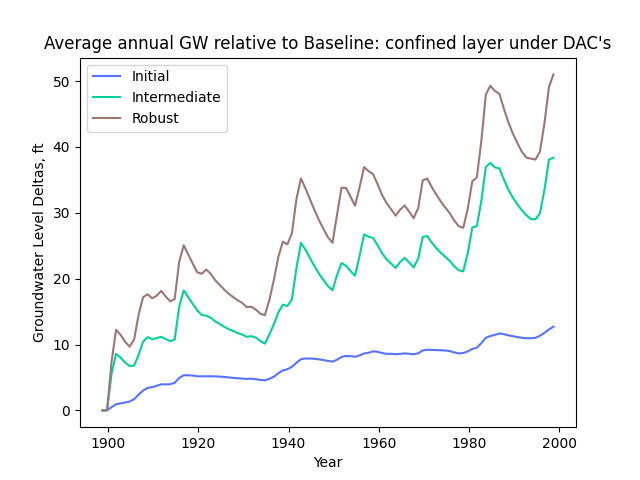 Average annual GW relative to Baseline: confined layer under DAC's
Initial
Intermediate
Robust
Groundwater Level Deltas, ft
50
40
30
20
10
0
1900 1920 1940 1960 1980 2000
Year